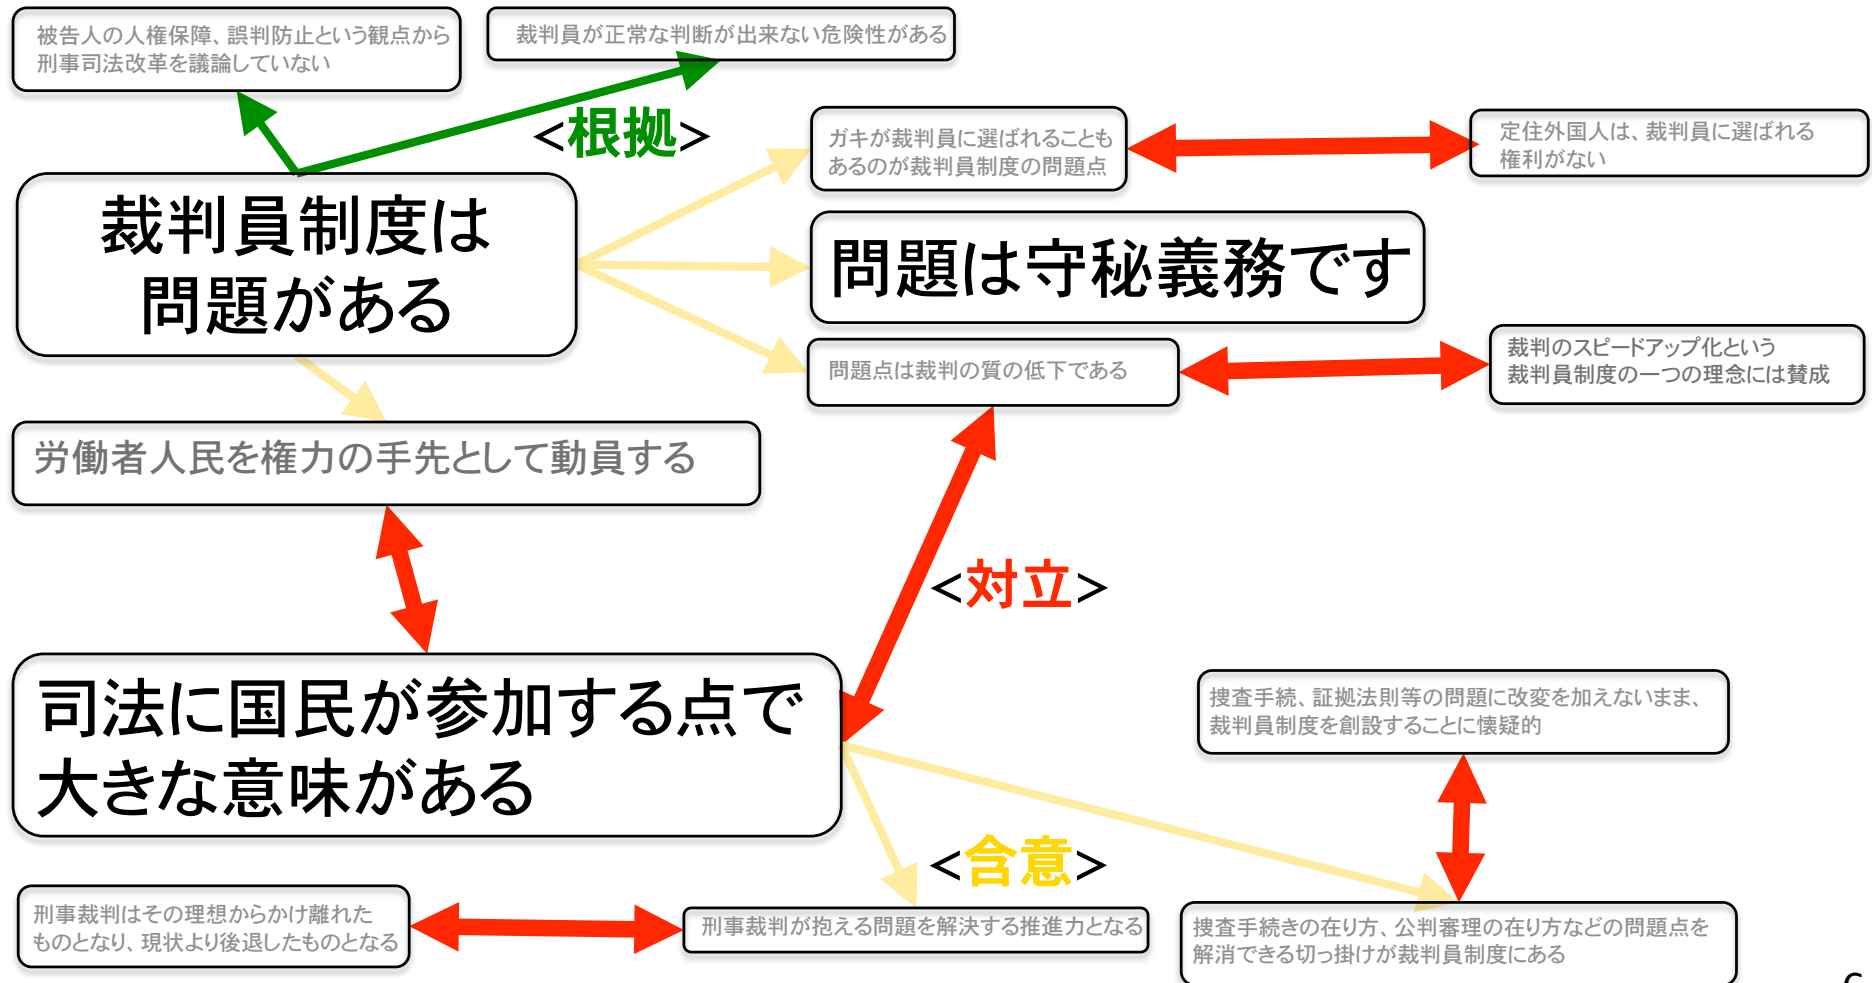 被告人の人権保障、誤判防止という観点から
刑事司法改革を議論していない
裁判員が正常な判断が出来ない危険性がある
<根拠>
ガキが裁判員に選ばれることも
あるのが裁判員制度の問題点
定住外国人は、裁判員に選ばれる
権利がない
裁判員制度は
問題がある
問題は守秘義務です
問題点は裁判の質の低下である
裁判のスピードアップ化という
裁判員制度の一つの理念には賛成
労働者人民を権力の手先として動員する
<対立>
司法に国民が参加する点で
大きな意味がある
捜査手続、証拠法則等の問題に改変を加えないまま、
裁判員制度を創設することに懐疑的
<含意>
刑事裁判はその理想からかけ離れた
ものとなり、現状より後退したものとなる
刑事裁判が抱える問題を解決する推進力となる
捜査手続きの在り方、公判審理の在り方などの問題点を
解消できる切っ掛けが裁判員制度にある